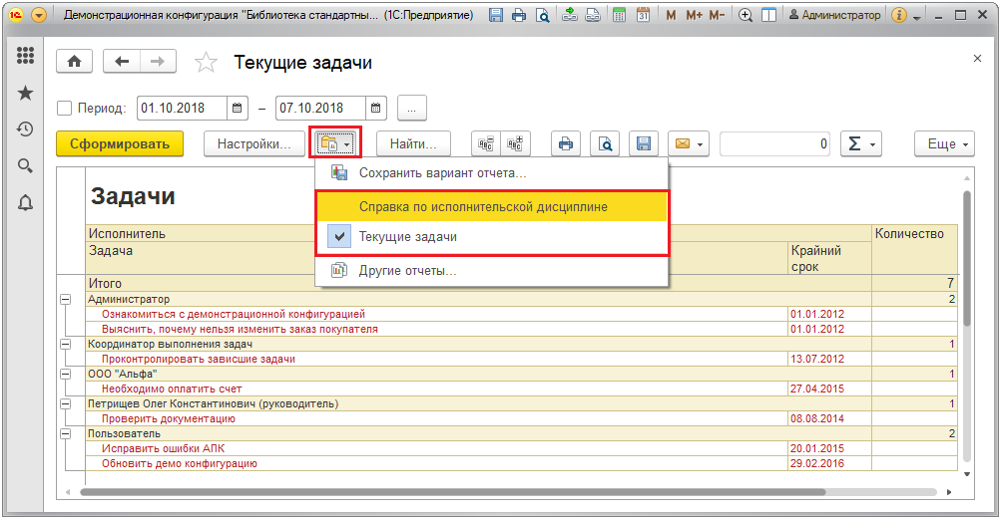 Демонстрационная конфигурация "Библиотека стандартны... (1С:Предприятие) M M+ M- Администратор
Текущие задачи
Период: 01.10.2018 – 07.10.2018 ...
Сформировать Настройки... Найти... 0 Σ Еще
Сохранить вариант отчета...
Справка по исполнительской дисциплине
Текущие задачи
Другие отчеты...
Задачи
Исполнитель Количество
Задача Крайний срок
Итого 7
Администратор 2
Ознакомиться с демонстрационной конфигурацией 01.01.2012
Выяснить, почему нельзя изменить заказ покупателя 01.01.2012
Координатор выполнения задач 1
Проконтролировать зависшие задачи 13.07.2012
ООО "Альфа" 1
Необходимо оплатить счет 27.04.2015
Петрищев Олег Константинович (руководитель) 1
Проверить документацию 08.08.2014
Пользователь 2
Исправить ошибки АПК 20.01.2015
Обновить демо конфигурацию 29.02.2016